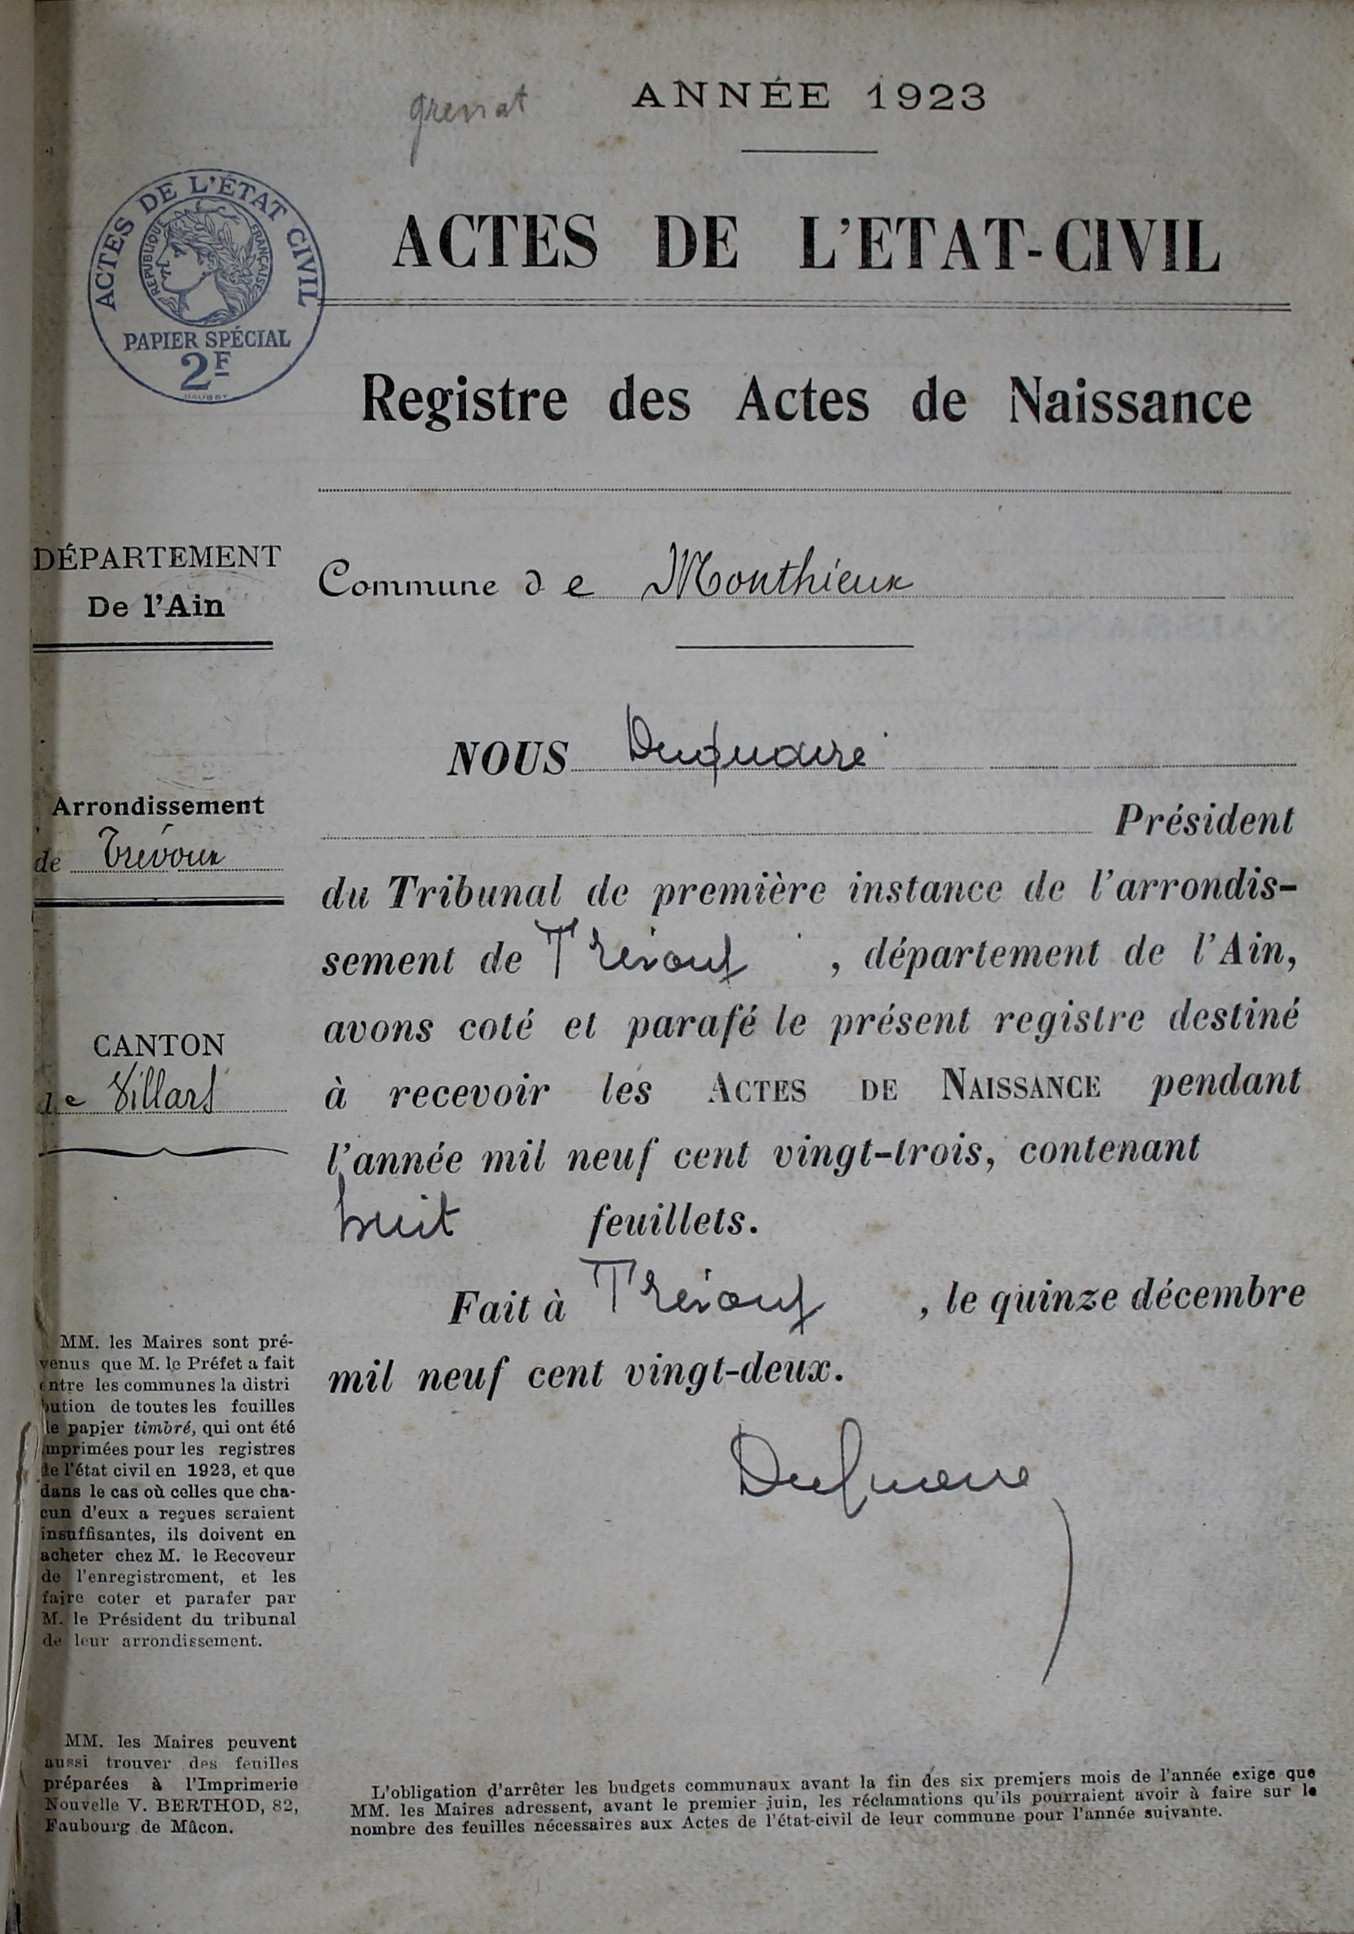 grenat
ANNÉE 1923
ACTES DE L'ÉTAT CIVIL
RÉPUBLIQUE FRANÇAISE
PAPIER SPÉCIAL
2F
ACTES DE L'ETAT-CIVIL
Registre des Actes de Naissance
DÉPARTEMENT
De l'Ain
Commune de Monthieux
NOUS Duquaire
Arrondissement
de Trévoux
Président
du Tribunal de première instance de l'arrondis-
sement de Trévoux, département de l'Ain,
avons coté et parafé le présent registre destiné
CANTON
de Villars
à recevoir les ACTES DE NAISSANCE pendant
l'année mil neuf cent vingt-trois, contenant
huit feuillets.
Fait à Trévoux, le quinze décembre
mil neuf cent vingt-deux.
Duquaire
MM. les Maires sont pré-
venus que M. le Préfet a fait
entre les communes la distri
bution de toutes les feuilles
de papier timbré, qui ont été
imprimées pour les registres
de l'état civil en 1923, et que
dans le cas où celles que cha-
cun d'eux a reçues seraient
insuffisantes, ils doivent en
acheter chez M. le Receveur
de l'enregistrement, et les
faire coter et parafer par
M. le Président du tribunal
de leur arrondissement.
MM. les Maires peuvent
aussi trouver des feuilles
préparées à l'Imprimerie
Nouvelle V. BERTHOD, 82,
Faubourg de Mâcon.
L'obligation d'arrêter les budgets communaux avant la fin des six premiers mois de l'année exige que
MM. les Maires adressent, avant le premier juin, les réclamations qu'ils pourraient avoir à faire sur le
nombre des feuilles nécessaires aux Actes de l'état-civil de leur commune pour l'année suivante.